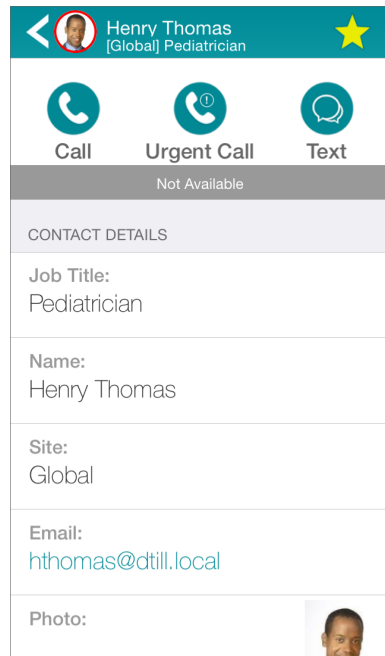 Henry Thomas
[Global] Pediatrician
Call Urgent Call Text
Not Available
CONTACT DETAILS
Job Title:
Pediatrician
Name:
Henry Thomas
Site:
Global
Email:
hthomas@dtill.local
Photo: